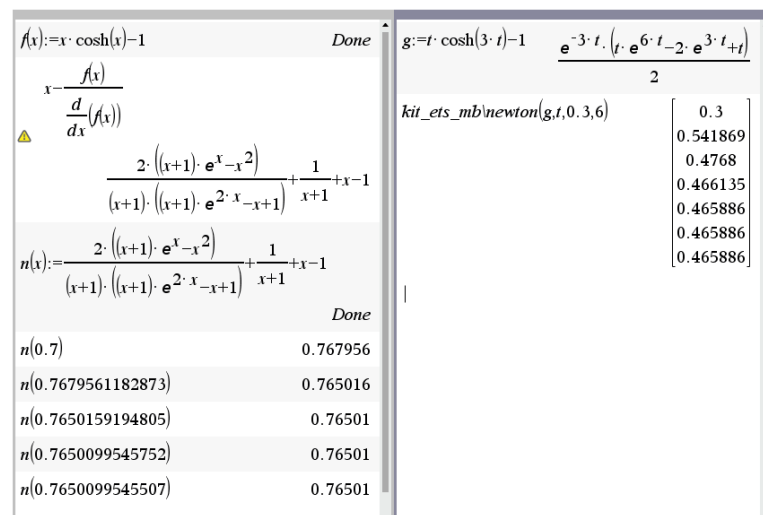 f(x):=x· cosh(x)−1 Done
x−f(x)/(d/dx(f(x)))
2·((x+1)·e^x−x^2)/((x+1)·((x+1)·e^(2·x)−x+1))+1/(x+1)+x−1
n(x):=2·((x+1)·e^x−x^2)/((x+1)·((x+1)·e^(2·x)−x+1))+1/(x+1)+x−1
Done
n(0.7) 0.767956
n(0.7679561182873) 0.765016
n(0.7650159194805) 0.76501
n(0.7650099545752) 0.76501
n(0.7650099545507) 0.76501
g:=t· cosh(3·t)−1 e^(−3·t)·(t·e^(6·t)−2·e^(3·t)+t)/2
kit_ets_mb\newton(g,t,0.3,6)
0.3
0.541869
0.4768
0.466135
0.465886
0.465886
0.465886